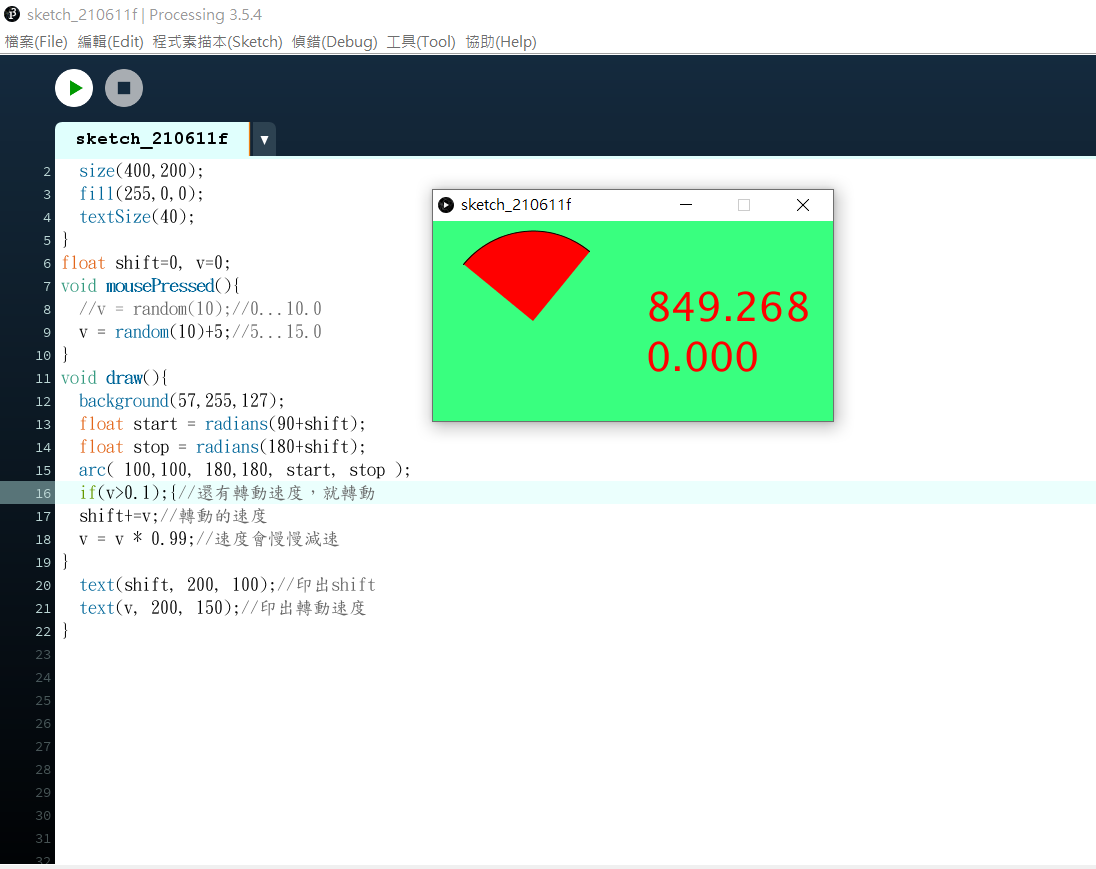 sketch_210611f | Processing 3.5.4
檔案(File) 編輯(Edit) 程式素描本(Sketch) 偵錯(Debug) 工具(Tool) 協助(Help)
sketch_210611f ▼
2 size(400,200);
3 fill(255,0,0);
4 textSize(40);
5 }
6 float shift=0, v=0;
7 void mousePressed(){
8 //v = random(10);//0...10.0
9 v = random(10)+5;//5...15.0
10 }
11 void draw(){
12 background(57,255,127);
13 float start = radians(90+shift);
14 float stop = radians(180+shift);
15 arc( 100,100, 180,180, start, stop );
16 if(v>0.1);{//還有轉動速度，就轉動
17 shift+=v;//轉動的速度
18 v = v * 0.99;//速度會慢慢減速
19 }
20 text(shift, 200, 100);//印出shift
21 text(v, 200, 150);//印出轉動速度
22 }
23
24
25
26
27
28
29
30
31
32
sketch_210611f
849.268
0.000